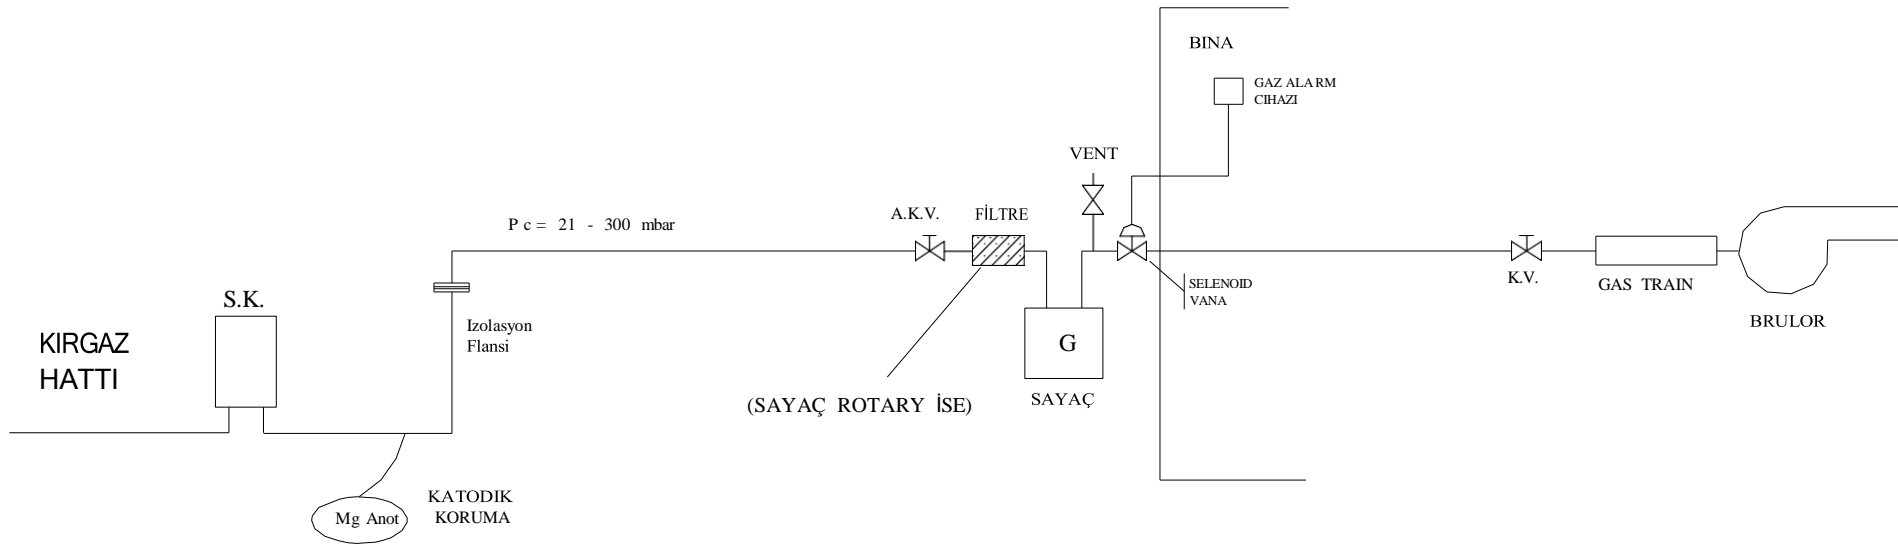 BINA
GAZ ALARM
CIHAZI
VENT
A.K.V.
FİLTRE
P c = 21 - 300 mbar
SELENOID
VANA
K.V.
GAS TRAIN
BRULOR
S.K.
Izolasyon
Flansi
KIRGAZ
HATTI
G
SAYAÇ
(SAYAÇ ROTARY İSE)
KATODIK
KORUMA
Mg Anot